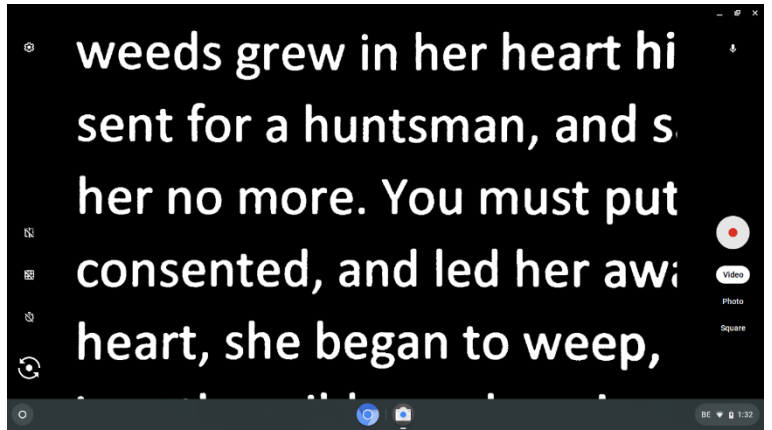 weeds grew in her heart hi
sent for a huntsman, and s
her no more. You must put
consented, and led her awa
heart, she began to weep,
Video
Photo
Square
BE 1:32